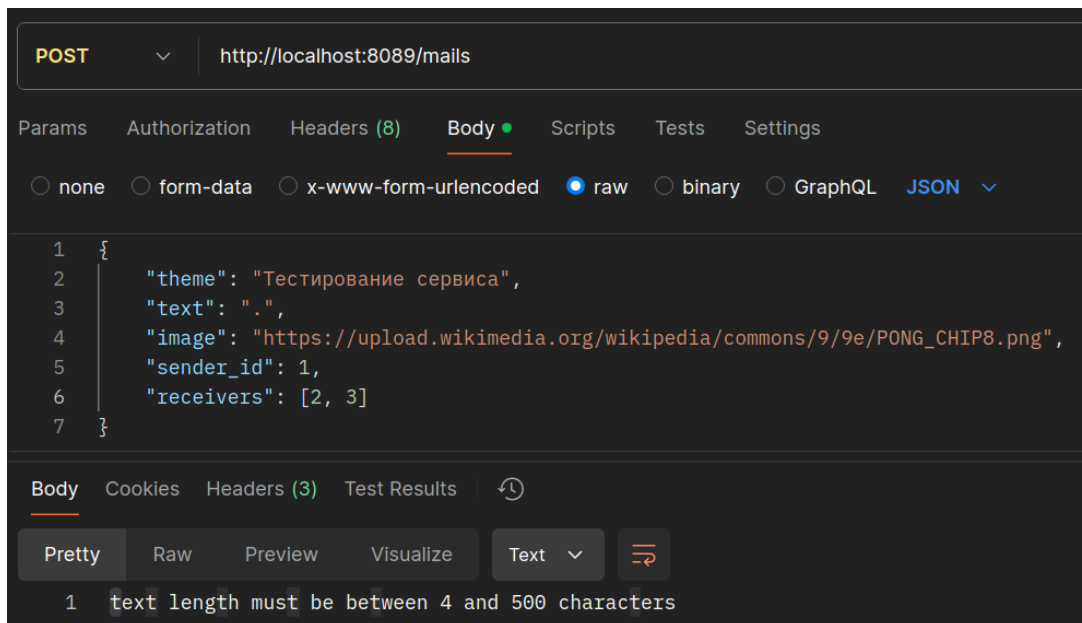 POST http://localhost:8089/mails
Params Authorization Headers (8) Body Scripts Tests Settings
none form-data x-www-form-urlencoded raw binary GraphQL JSON
1 {
2 "theme": "Тестирование сервиса",
3 "text": ".",
4 "image": "https://upload.wikimedia.org/wikipedia/commons/9/9e/PONG_CHIP8.png",
5 "sender_id": 1,
6 "receivers": [2, 3]
7 }
Body Cookies Headers (3) Test Results
Pretty Raw Preview Visualize Text
1 text length must be between 4 and 500 characters